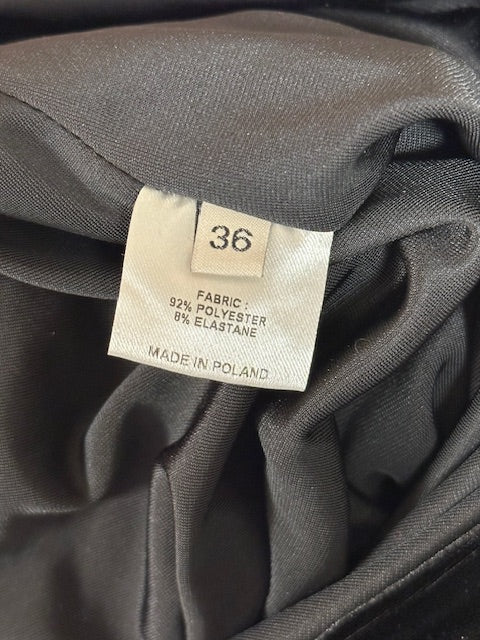 36
FABRIC :
92% POLYESTER
8% ELASTANE
MADE IN POLAND